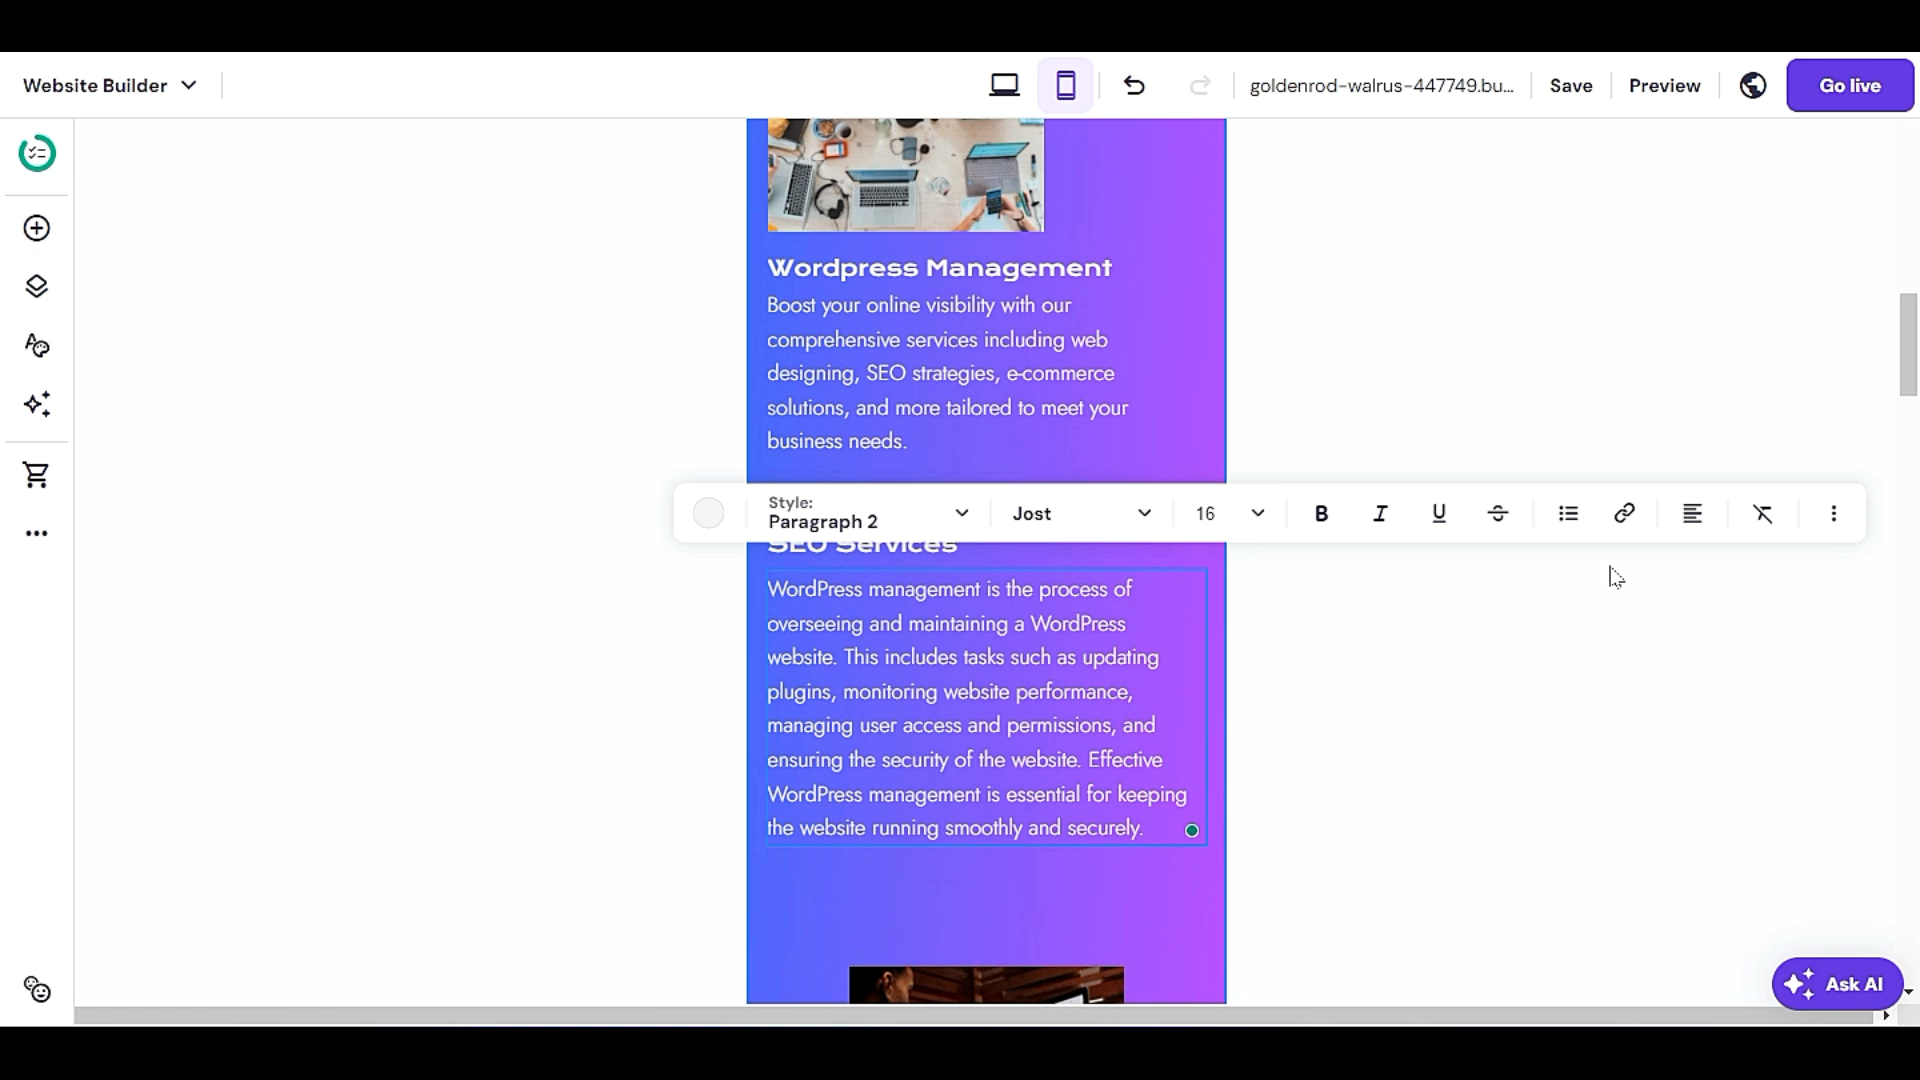 Website Builder
goldenrod-walrus-447749.bu...
Save
Preview
Go live
Wordpress Management
Boost your online visibility with our
comprehensive services including web
designing, SEO strategies, e-commerce
solutions, and more tailored to meet your
business needs.
Style:
Paragraph 2
Jost
16
B
I
U
S
SEO Services
WordPress management is the process of
overseeing and maintaining a WordPress
website. This includes tasks such as updating
plugins, monitoring website performance,
managing user access and permissions, and
ensuring the security of the website. Effective
WordPress management is essential for keeping
the website running smoothly and securely.
Ask AI